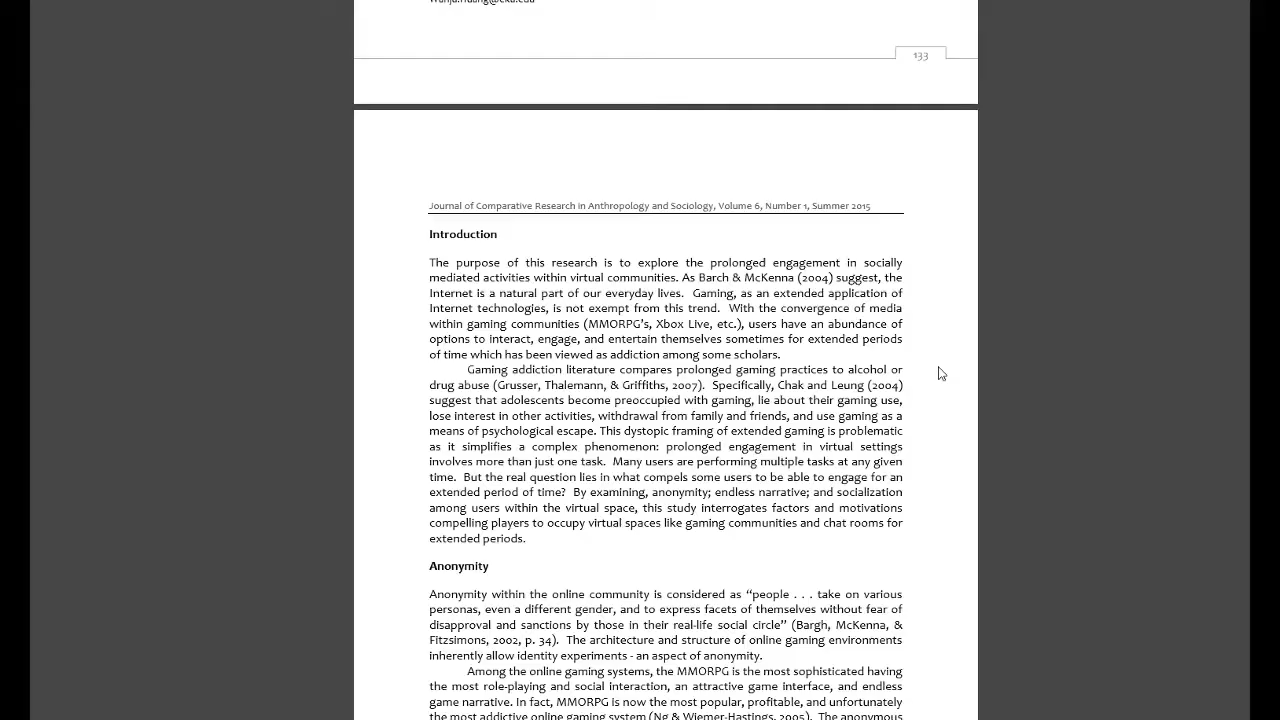 133
Journal of Comparative Research in Anthropology and Sociology, Volume 6, Number 1, Summer 2015
Introduction
The purpose of this research is to explore the prolonged engagement in socially
mediated activities within virtual communities. As Barch & McKenna (2004) suggest, the
Internet is a natural part of our everyday lives.  Gaming, as an extended application of
Internet technologies, is not exempt from this trend.  With the convergence of media
within gaming communities (MMORPG's, Xbox Live, etc.), users have an abundance of
options to interact, engage, and entertain themselves sometimes for extended periods
of time which has been viewed as addiction among some scholars.
Gaming addiction literature compares prolonged gaming practices to alcohol or
drug abuse (Grusser, Thalemann, & Griffiths, 2007).  Specifically, Chak and Leung (2004)
suggest that adolescents become preoccupied with gaming, lie about their gaming use,
lose interest in other activities, withdrawal from family and friends, and use gaming as a
means of psychological escape. This dystopic framing of extended gaming is problematic
as it simplifies a complex phenomenon: prolonged engagement in virtual settings
involves more than just one task.  Many users are performing multiple tasks at any given
time.  But the real question lies in what compels some users to be able to engage for an
extended period of time?  By examining, anonymity; endless narrative; and socialization
among users within the virtual space, this study interrogates factors and motivations
compelling players to occupy virtual spaces like gaming communities and chat rooms for
extended periods.
Anonymity
Anonymity within the online community is considered as “people . . . take on various
personas, even a different gender, and to express facets of themselves without fear of
disapproval and sanctions by those in their real-life social circle” (Bargh, McKenna, &
Fitzsimons, 2002, p. 34).  The architecture and structure of online gaming environments
inherently allow identity experiments - an aspect of anonymity.
Among the online gaming systems, the MMORPG is the most sophisticated having
the most role-playing and social interaction, an attractive game interface, and endless
game narrative. In fact, MMORPG is now the most popular, profitable, and unfortunately
the most addictive online gaming system (Ng & Wiemer-Hastings, 2005).  The anonymous